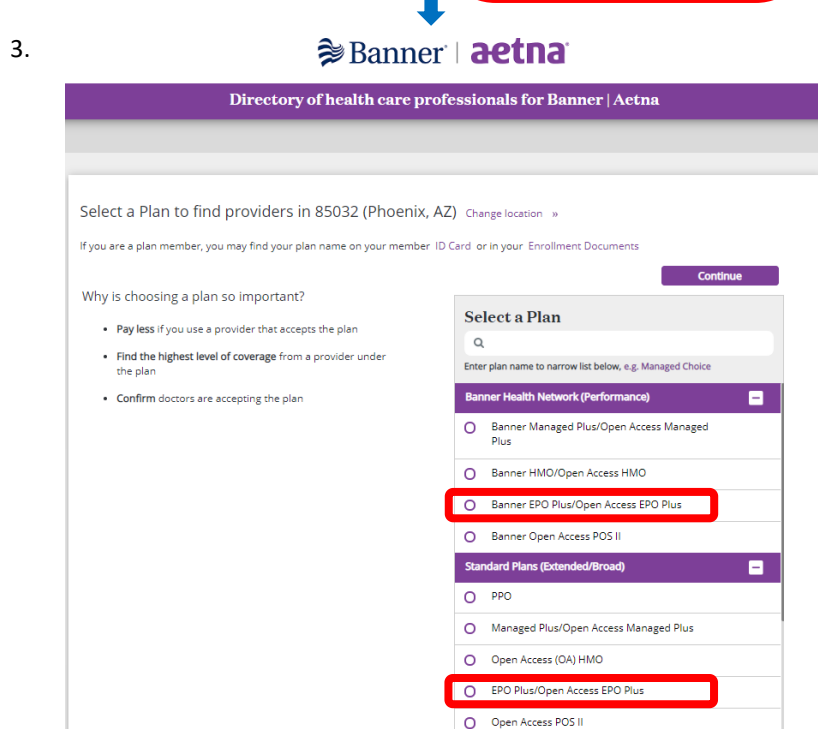 3.
Banner | aetna
Directory of health care professionals for Banner | Aetna
Select a Plan to find providers in 85032 (Phoenix, AZ) Change location »
If you are a plan member, you may find your plan name on your member ID Card or in your Enrollment Documents
Continue
Why is choosing a plan so important?
• Pay less if you use a provider that accepts the plan
• Find the highest level of coverage from a provider under
the plan
• Confirm doctors are accepting the plan
Select a Plan
Enter plan name to narrow list below, e.g. Managed Choice
Banner Health Network (Performance)
Banner Managed Plus/Open Access Managed
Plus
Banner HMO/Open Access HMO
Banner EPO Plus/Open Access EPO Plus
Banner Open Access POS II
Standard Plans (Extended/Broad)
PPO
Managed Plus/Open Access Managed Plus
Open Access (OA) HMO
EPO Plus/Open Access EPO Plus
Open Access POS II